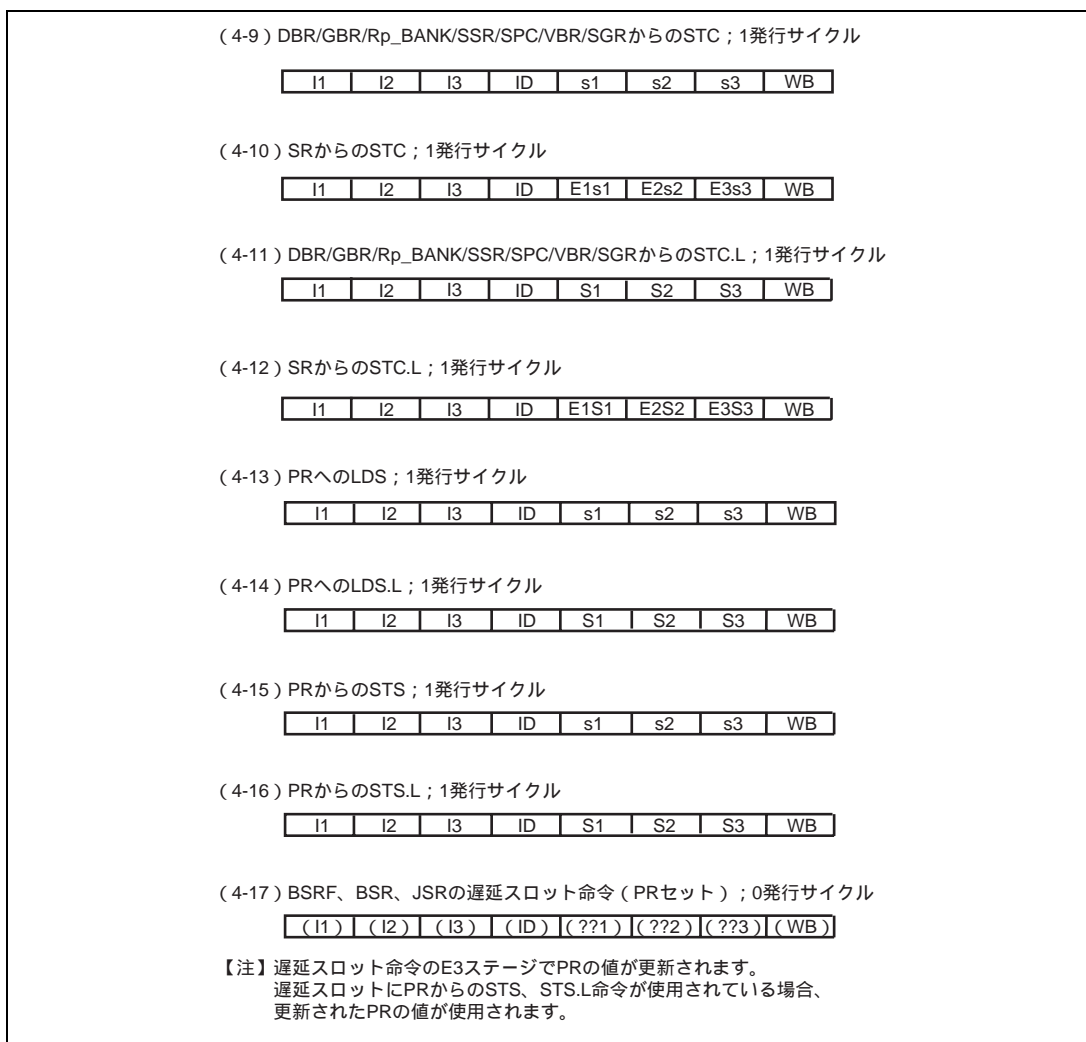 （4-9）DBR/GBR/Rp_BANK/SSR/SPC/VBR/SGRからのSTC；1発行サイクル
I1 I2 I3 ID s1 s2 s3 WB
（4-10）SRからのSTC；1発行サイクル
I1 I2 I3 ID E1s1 E2s2 E3s3 WB
（4-11）DBR/GBR/Rp_BANK/SSR/SPC/VBR/SGRからのSTC.L；1発行サイクル
I1 I2 I3 ID S1 S2 S3 WB
（4-12）SRからのSTC.L；1発行サイクル
I1 I2 I3 ID E1S1 E2S2 E3S3 WB
（4-13）PRへのLDS；1発行サイクル
I1 I2 I3 ID s1 s2 s3 WB
（4-14）PRへのLDS.L；1発行サイクル
I1 I2 I3 ID S1 S2 S3 WB
（4-15）PRからのSTS；1発行サイクル
I1 I2 I3 ID s1 s2 s3 WB
（4-16）PRからのSTS.L；1発行サイクル
I1 I2 I3 ID S1 S2 S3 WB
（4-17）BSRF、BSR、JSRの遅延スロット命令（PRセット）；0発行サイクル
（I1）（I2）（I3）（ID）（??1）（??2）（??3）（WB）
【注】遅延スロット命令のE3ステージでPRの値が更新されます。
遅延スロットにPRからのSTS、STS.L命令が使用されている場合、
更新されたPRの値が使用されます。